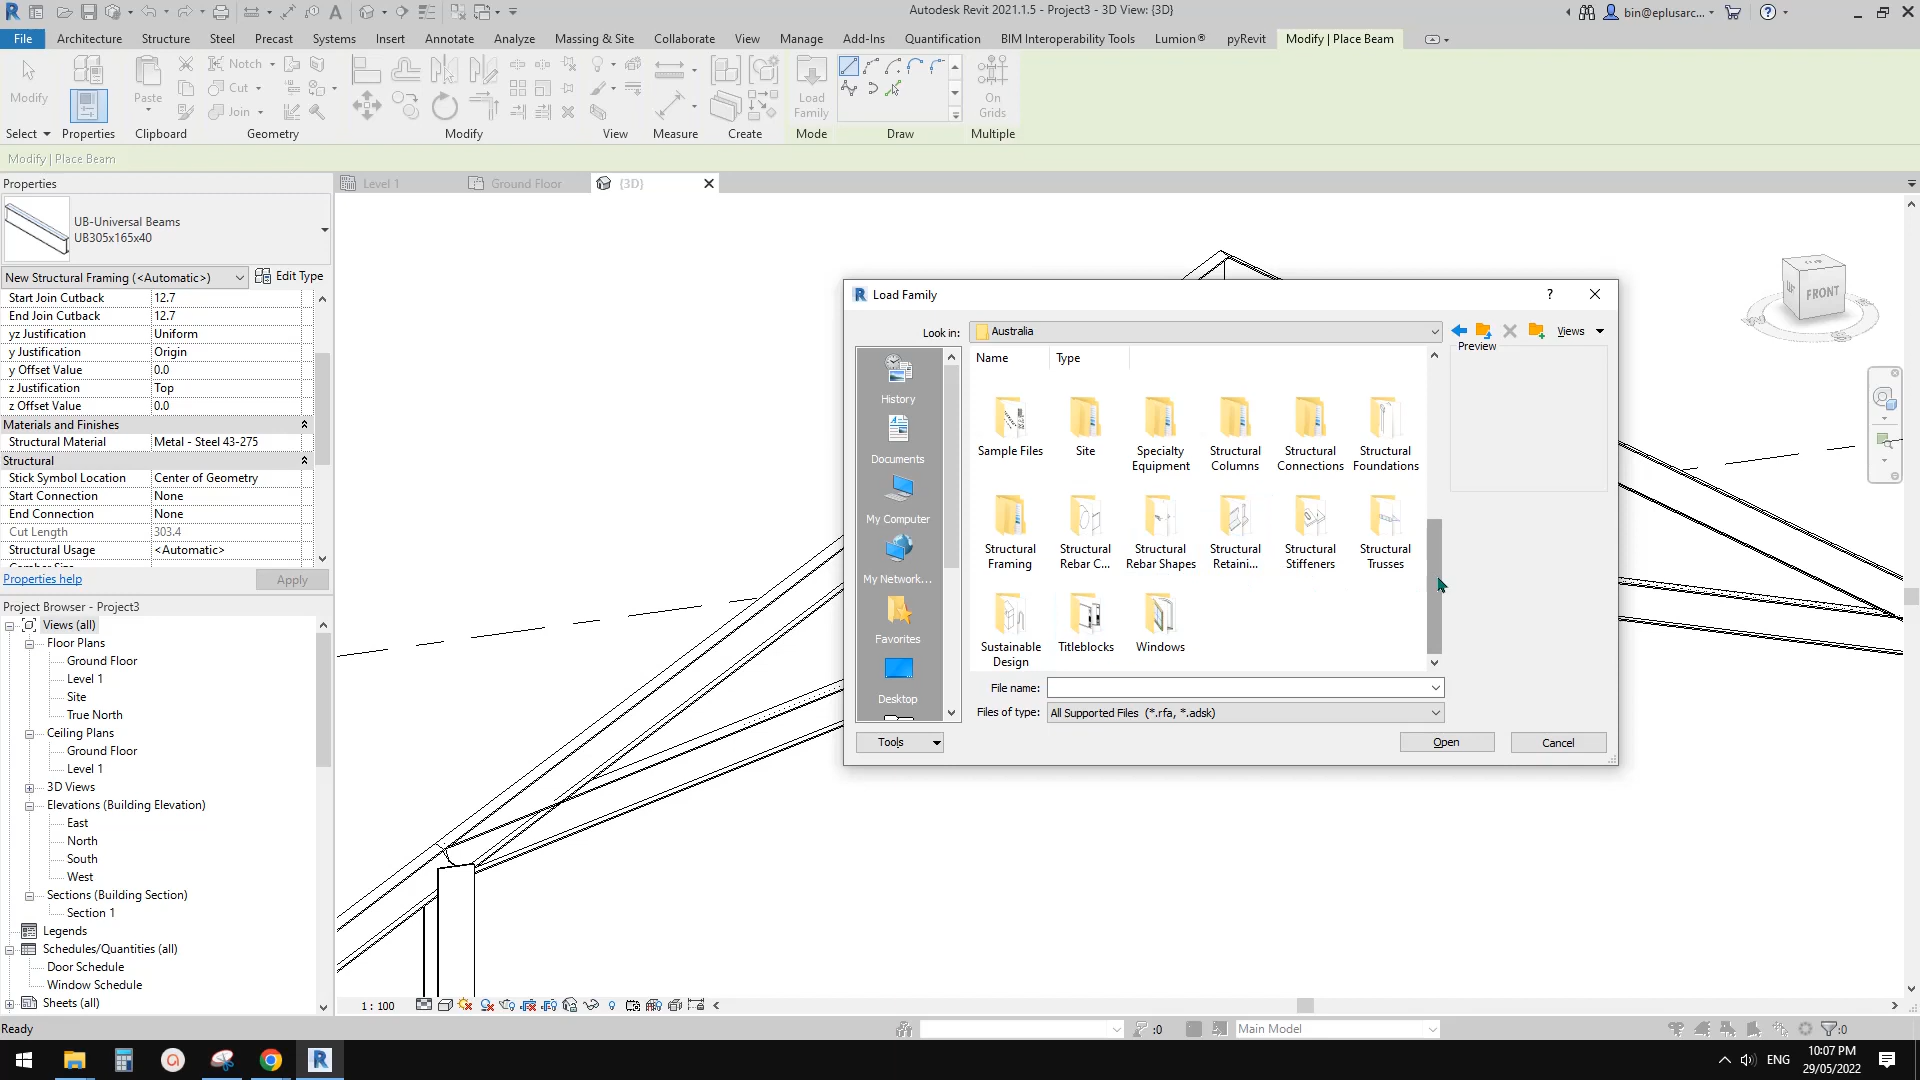 Autodesk Revit 2021.1.5 - Project3 - 3D View: {3D}
bin@eplusarc...
File Architecture Structure Steel Precast Systems Insert Annotate Analyze Massing & Site Collaborate View Manage Add-Ins Quantification BIM Interoperability Tools Lumion® pyRevit Modify | Place Beam
Modify
Paste
Notch
Cut
Join
Load
Family
On
Grids
Select Properties Clipboard Geometry Modify View Measure Create Mode Draw Multiple
Modify | Place Beam
Properties
Level 1
Ground Floor
{3D}
UB-Universal Beams
UB305x165x40
New Structural Framing (<Automatic>)
Edit Type
Start Join Cutback 12.7
End Join Cutback 12.7
yz Justification Uniform
y Justification Origin
y Offset Value 0.0
z Justification Top
z Offset Value 0.0
Materials and Finishes
Structural Material Metal - Steel 43-275
Structural
Stick Symbol Location Center of Geometry
Start Connection None
End Connection None
Cut Length 303.4
Structural Usage <Automatic>
Properties help
Apply
Project Browser - Project3
Views (all)
Floor Plans
Ground Floor
Level 1
Site
True North
Ceiling Plans
Ground Floor
Level 1
3D Views
Elevations (Building Elevation)
East
North
South
West
Sections (Building Section)
Section 1
Legends
Schedules/Quantities (all)
Door Schedule
Window Schedule
Sheets (all)
Load Family
Look in: Australia
Views
Preview
Name Type
History
Documents
My Computer
My Network...
Favorites
Desktop
Sample Files
Site
Specialty Equipment
Structural Columns
Structural Connections
Structural Foundations
Structural Framing
Structural Rebar C...
Structural Rebar Shapes
Structural Retaini...
Structural Stiffeners
Structural Trusses
Sustainable Design
Titleblocks
Windows
File name:
Files of type: All Supported Files (*.rfa, *.adsk)
Tools
Open
Cancel
FRONT
1 : 100
Ready
:0
Main Model
:0
ENG
10:07 PM
29/05/2022